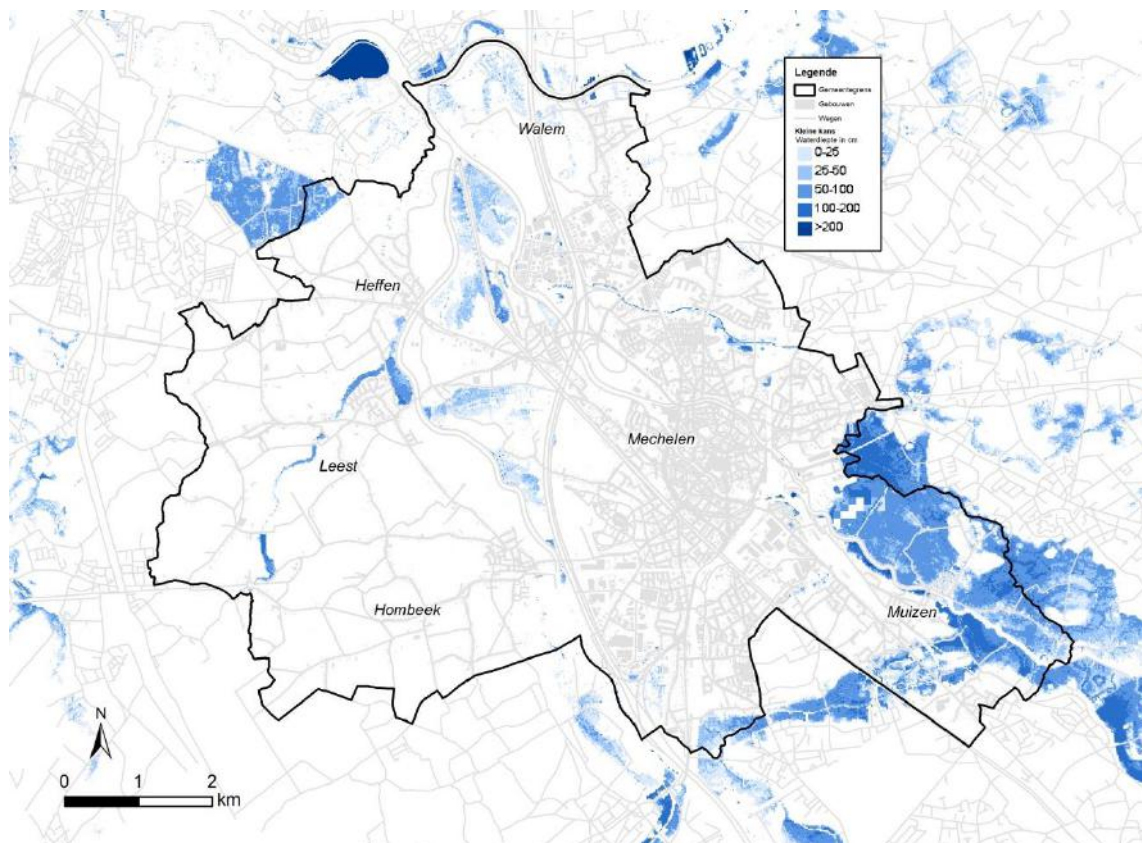 Legende
Gemeentegrens
Gebouwen
Wegen
Kleine kans
Waterdiepte in cm
0-25
25-50
50-100
100-200
>200
Walem
Heffen
Mechelen
Leest
Hombeek
Muizen
N
0 1 2
km